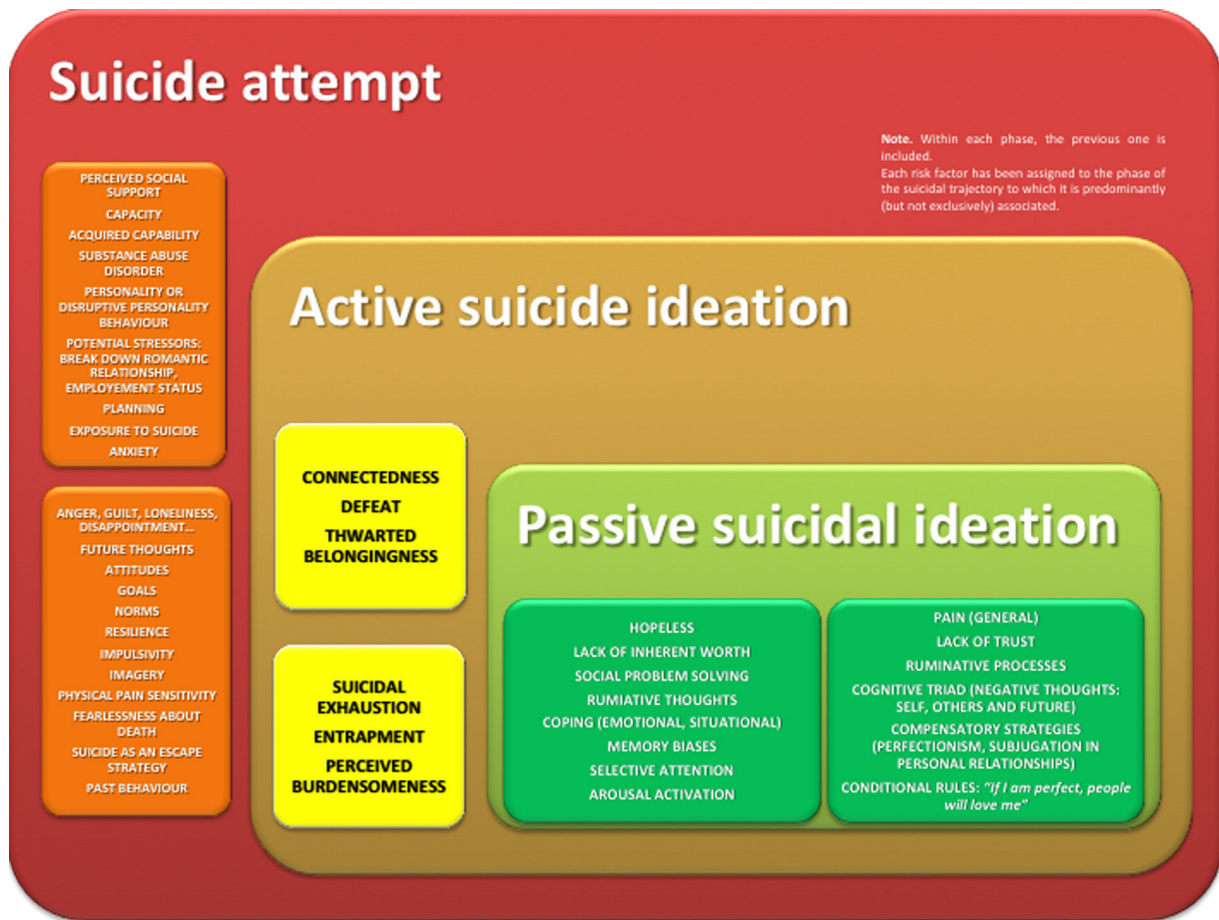 Suicide attempt
Note. Within each phase, the previous one is
included.
Each risk factor has been assigned to the phase of
the suicidal trajectory to which it is predominantly
(but not exclusively) associated.
PERCEIVED SOCIAL
SUPPORT
CAPACITY
ACQUIRED CAPABILITY
SUBSTANCE ABUSE
DISORDER
PERSONALITY OR
DISRUPTIVE PERSONALITY
BEHAVIOUR
POTENTIAL STRESSORS:
BREAK DOWN ROMANTIC
RELATIONSHIP,
EMPLOYEMENT STATUS
PLANNING
EXPOSURE TO SUICIDE
ANXIETY
ANGER, GUILT, LONELINESS,
DISAPPOINTMENT...
FUTURE THOUGHTS
ATTITUDES
GOALS
NORMS
RESILIENCE
IMPULSIVITY
IMAGERY
PHYSICAL PAIN SENSITIVITY
FEARLESSNESS ABOUT
DEATH
SUICIDE AS AN ESCAPE
STRATEGY
PAST BEHAVIOUR
Active suicide ideation
CONNECTEDNESS
DEFEAT
THWARTED
BELONGINGNESS
SUICIDAL
EXHAUSTION
ENTRAPMENT
PERCEIVED
BURDENSOMENESS
Passive suicidal ideation
HOPELESS
LACK OF INHERENT WORTH
SOCIAL PROBLEM SOLVING
RUMIATIVE THOUGHTS
COPING (EMOTIONAL, SITUATIONAL)
MEMORY BIASES
SELECTIVE ATTENTION
AROUSAL ACTIVATION
PAIN (GENERAL)
LACK OF TRUST
RUMINATIVE PROCESSES
COGNITIVE TRIAD (NEGATIVE THOUGHTS:
SELF, OTHERS AND FUTURE)
COMPENSATORY STRATEGIES
(PERFECTIONISM, SUBJUGATION IN
PERSONAL RELATIONSHIPS)
CONDITIONAL RULES: "If I am perfect, people
will love me"